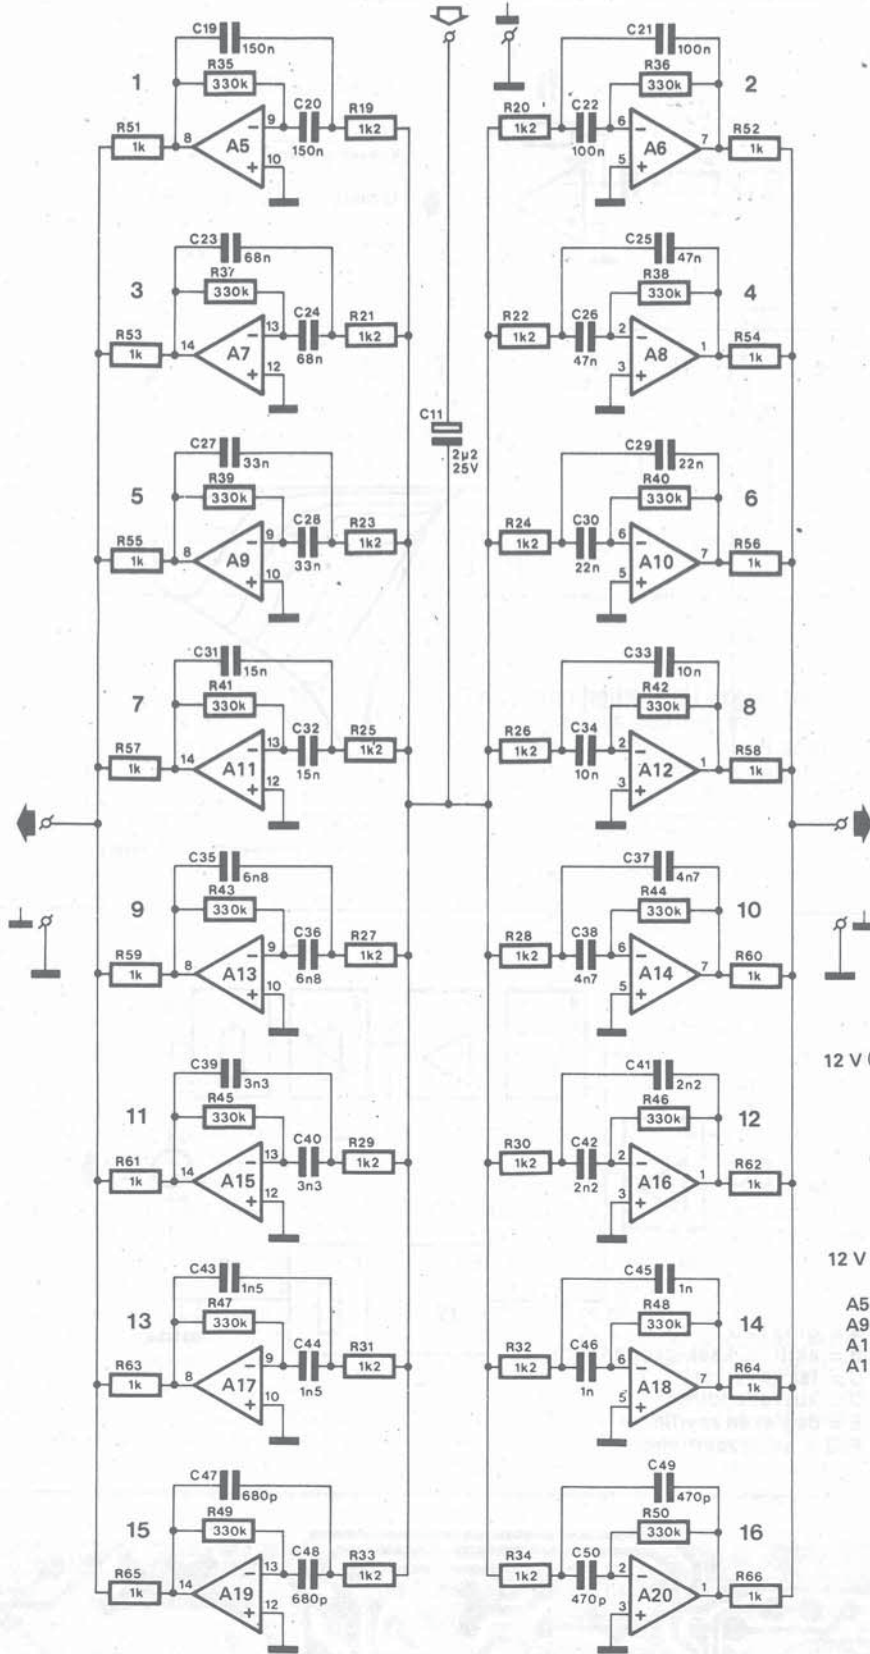 C19 150n
R35 330k
1
C20 150n
R19 1k2
R51 1k
8 A5 9 10 − +
C21 100n
R36 330k
2
R20 1k2
C22 100n
6 5 − + A6 7
R52 1k
C23 68n
R37 330k
3
C24 68n
R21 1k2
R53 1k
14 A7 13 12 − +
C25 47n
R38 330k
4
R22 1k2
C26 47n
2 3 − + A8 1
R54 1k
C11 2µ2 25V
C27 33n
R39 330k
5
C28 33n
R23 1k2
R55 1k
8 A9 9 10 − +
C29 22n
R40 330k
6
R24 1k2
C30 22n
6 5 − + A10 7
R56 1k
C31 15n
R41 330k
7
C32 15n
R25 1k2
R57 1k
14 A11 13 12 − +
C33 10n
R42 330k
8
R26 1k2
C34 10n
2 3 − + A12 1
R58 1k
C35 6n8
R43 330k
9
C36 6n8
R27 1k2
R59 1k
8 A13 9 10 − +
C37 4n7
R44 330k
10
R28 1k2
C38 4n7
6 5 − + A14 7
R60 1k
12 V
C39 3n3
R45 330k
11
C40 3n3
R29 1k2
R61 1k
14 A15 13 12 − +
C41 2n2
R46 330k
12
R30 1k2
C42 2n2
2 3 − + A16 1
R62 1k
12 V
A5
A9
A1
A1
C43 1n5
R47 330k
13
C44 1n5
R31 1k2
R63 1k
8 A17 9 10 − +
C45 1n
R48 330k
14
R32 1k2
C46 1n
6 5 − + A18 7
R64 1k
C47 680p
R49 330k
15
C48 680p
R33 1k2
R65 1k
14 A19 13 12 − +
C49 470p
R50 330k
16
R34 1k2
C50 470p
2 3 − + A20 1
R66 1k